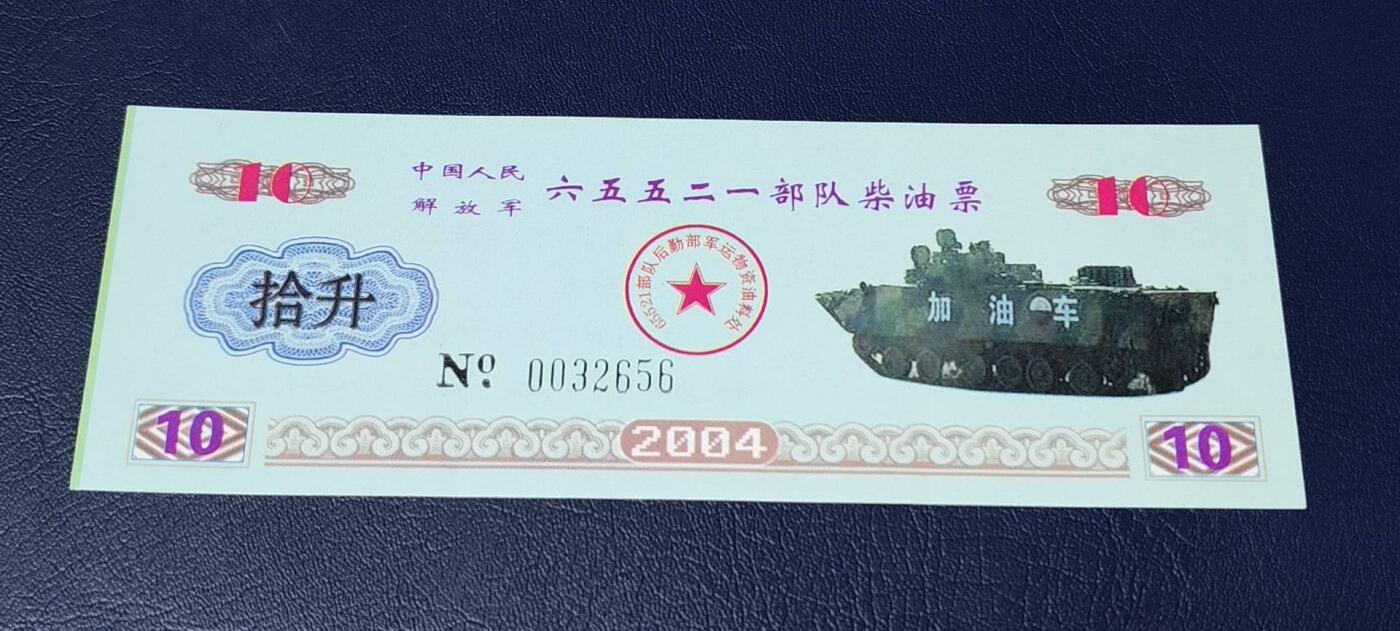 10
中国人民
解放军
六五五二一部队柴油票
10
拾升
65521部队后勤部军运物资油料处
加油车
No. 0032656
10
2004
10